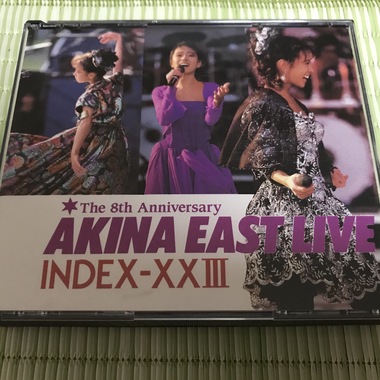 The 8th Anniversary
AKINA EAST LIVE
INDEX-XXIII